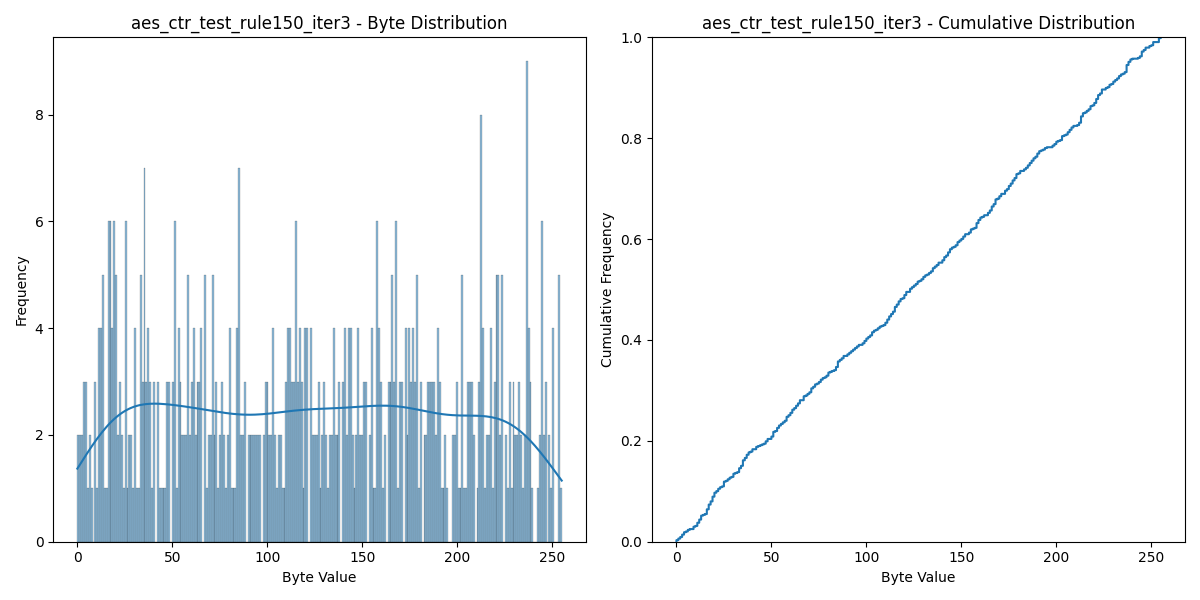 aes_ctr_test_rule150_iter3 - Byte Distribution
Frequency
8
6
4
2
0
0 50 100 150 200 250
Byte Value
aes_ctr_test_rule150_iter3 - Cumulative Distribution
Cumulative Frequency
1.0
0.8
0.6
0.4
0.2
0.0
0 50 100 150 200 250
Byte Value